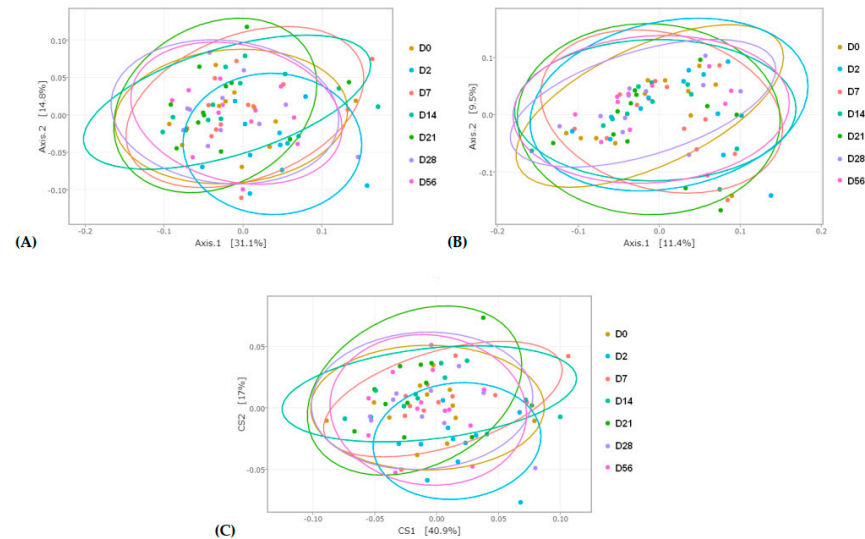 0.10
0.05
0.00
-0.05
-0.10
Axis.2 [14.8%]
-0.2
-0.1
0.0
0.1
Axis.1 [31.1%]
D0
D2
D7
D14
D21
D28
D56
(A)
0.1
0.0
-0.1
Axis.2 [9.5%]
-0.2
-0.1
0.0
0.1
0.2
Axis.1 [11.4%]
D0
D2
D7
D14
D21
D28
D56
(B)
0.05
0.00
-0.05
CS2 [17%]
-0.10
-0.05
0.00
0.05
0.10
CS1 [40.9%]
D0
D2
D7
D14
D21
D28
D56
(C)